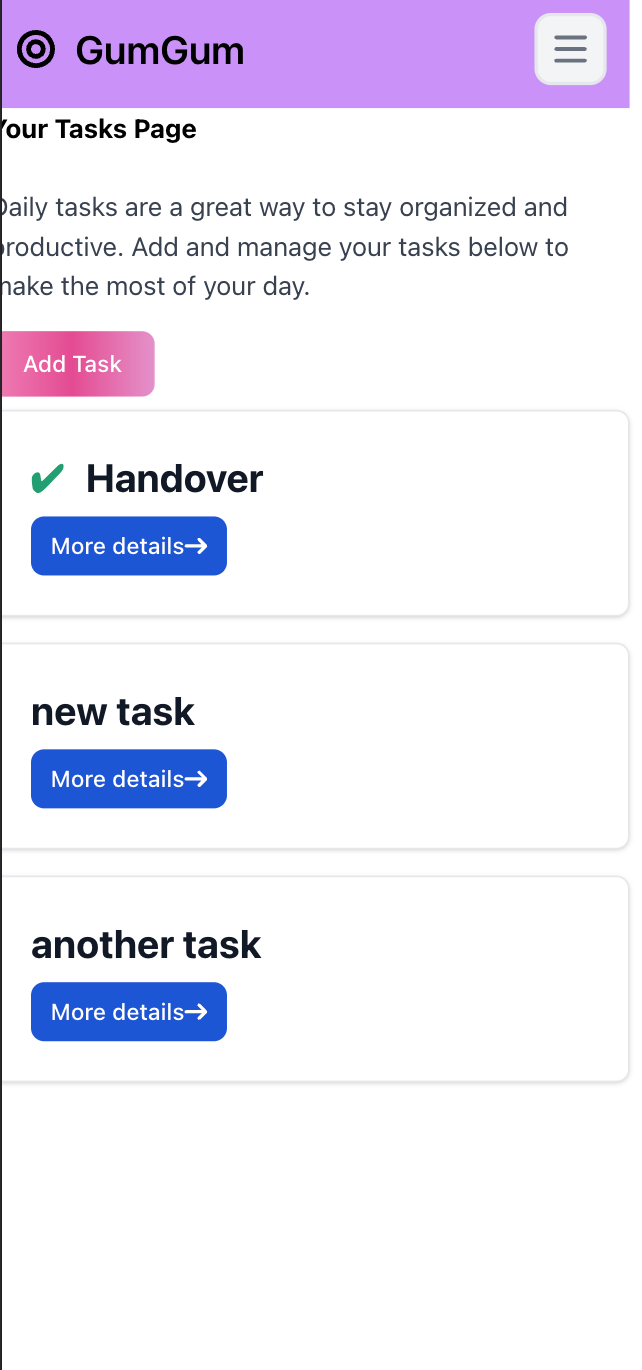 GumGum
Your Tasks Page
Daily tasks are a great way to stay organized and
productive. Add and manage your tasks below to
make the most of your day.
Add Task
✔ Handover
More details→
new task
More details→
another task
More details→